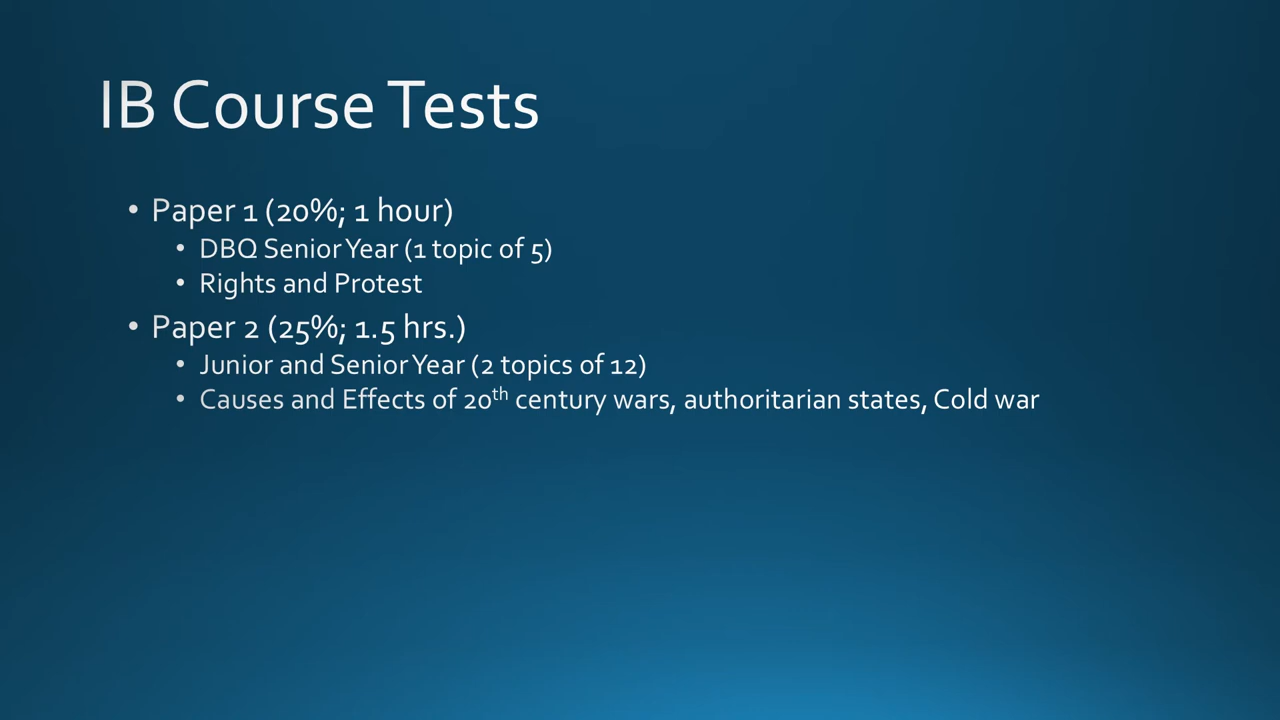 IB Course Tests
• Paper 1 (20%; 1 hour)
• DBQ Senior Year (1 topic of 5)
• Rights and Protest
• Paper 2 (25%; 1.5 hrs.)
• Junior and Senior Year (2 topics of 12)
• Causes and Effects of 20th century wars, authoritarian states, Cold war